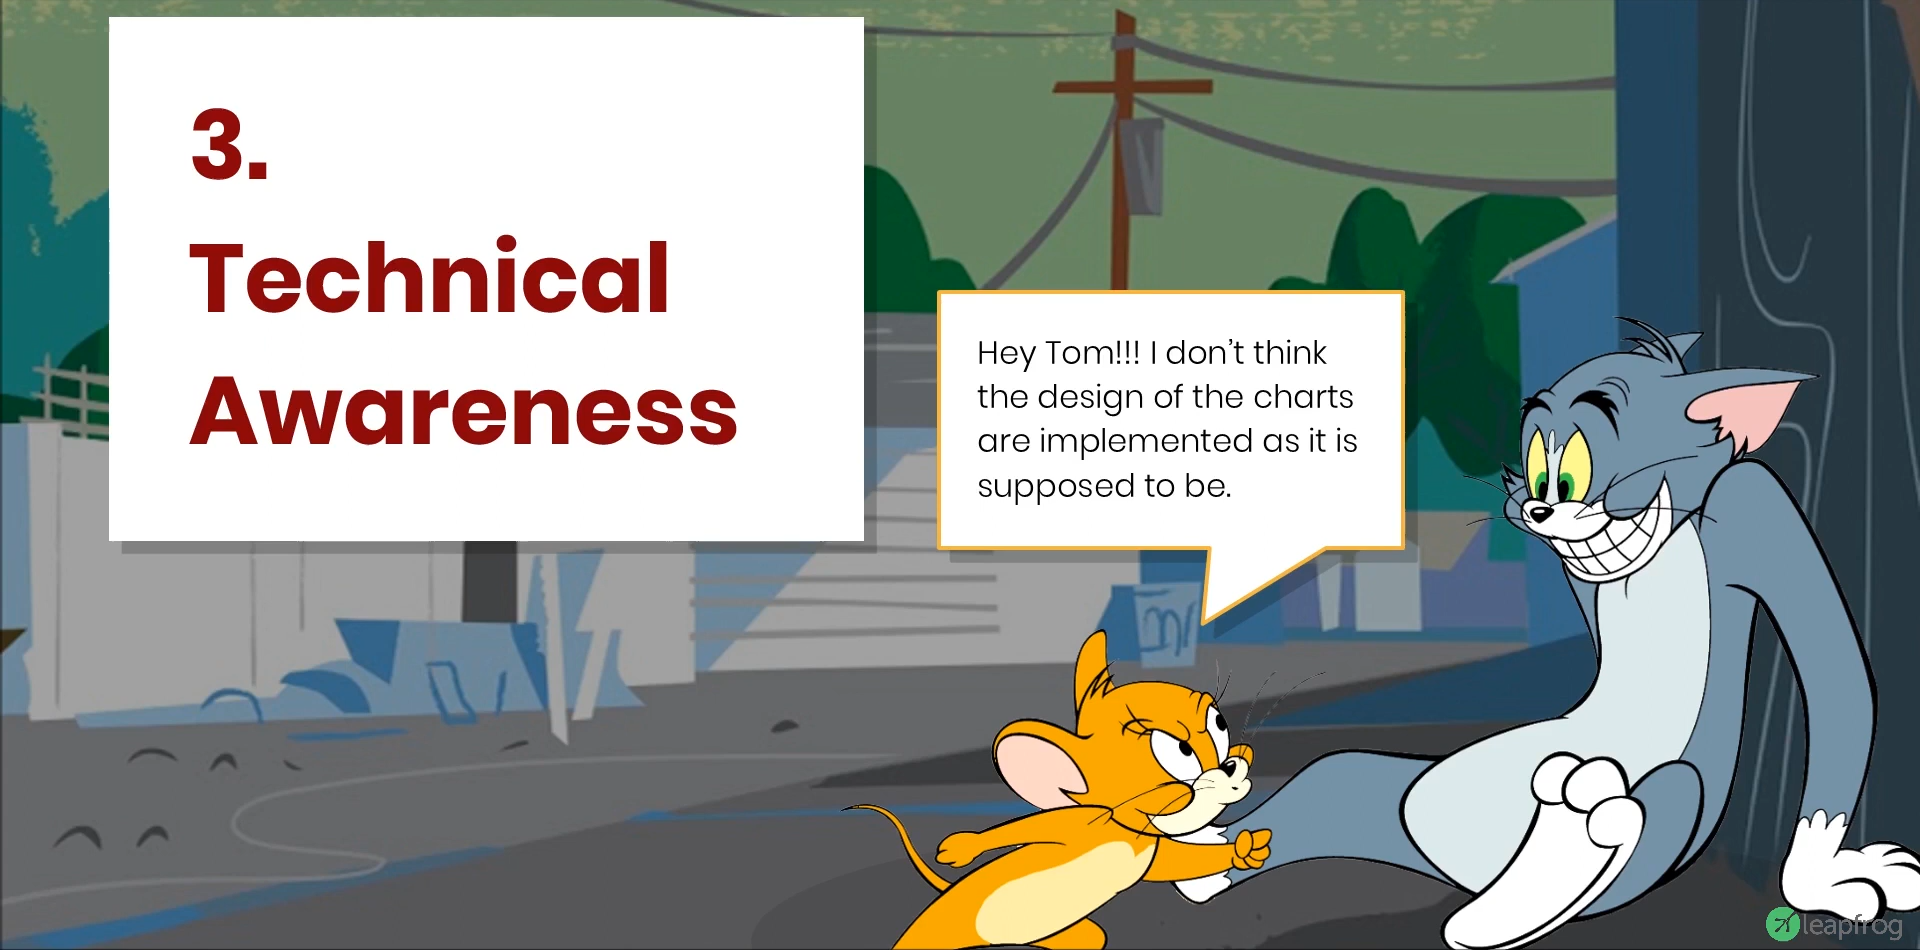 3.
Technical
Awareness
Hey Tom!!! I don’t think
the design of the charts
are implemented as it is
supposed to be.
leapfrog